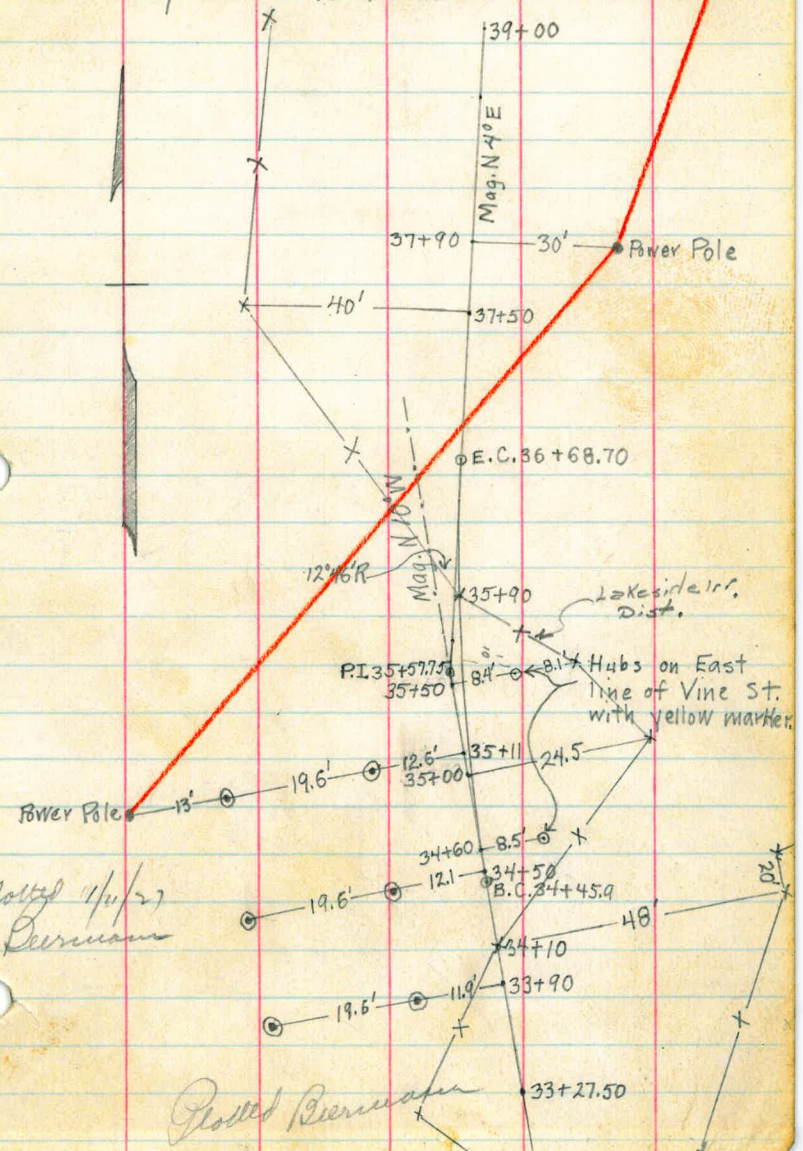 39+00
Mag. N 4° E
37+90
30'
Power Pole
40'
37+50
E.C. 36+68.70
Mag. N 10° W
12°46'R
35+90
Lakeside Irr.
Dist.
P.I. 35+57.75
35+50
8.4'
8.1'
Hubs on East
line of Vine St.
with yellow marker.
35+11
12.6'
19.6'
13'
Power Pole
35+00
24.5
34+60
8.5'
34+50
12.1
19.6'
B.C. 34+45.9
20'
48'
34+10
33+90
11.9'
19.6'
Beermann
33+27.50
Plotted Beermann